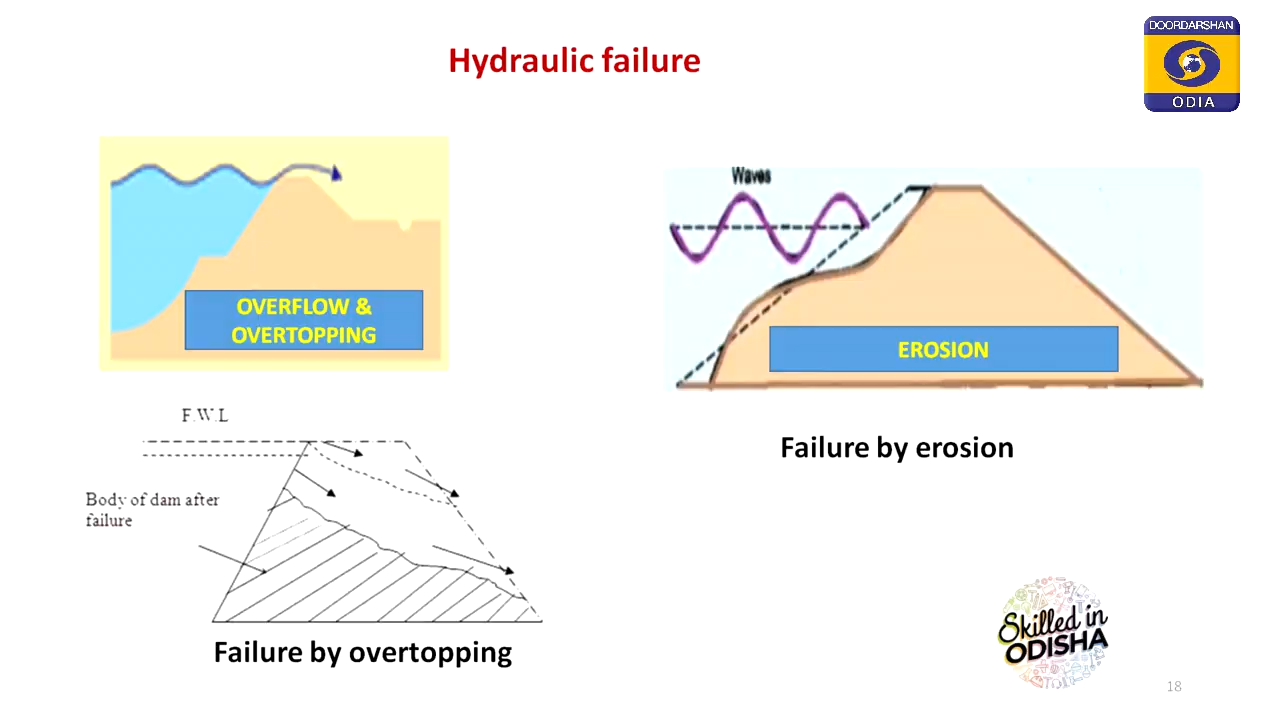 Hydraulic failure
DOORDARSHAN
ODIA
OVERFLOW &
OVERTOPPING
Waves
EROSION
F.W.L
Body of dam after
failure
Failure by erosion
Failure by overtopping
Skilled in
ODISHA
18